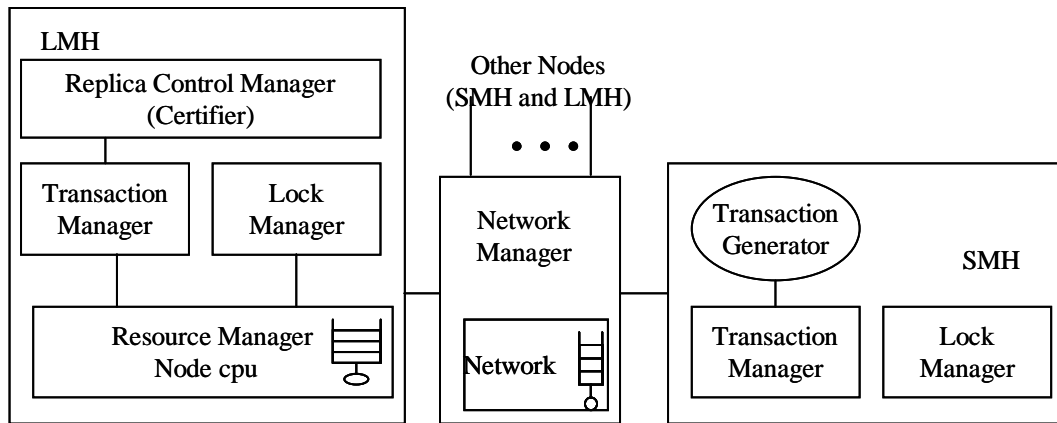 LMH
Replica Control Manager
(Certifier)
Transaction
Manager
Lock
Manager
Resource Manager
Node cpu
Other Nodes
(SMH and LMH)
Network
Manager
Network
Transaction
Generator
SMH
Transaction
Manager
Lock
Manager